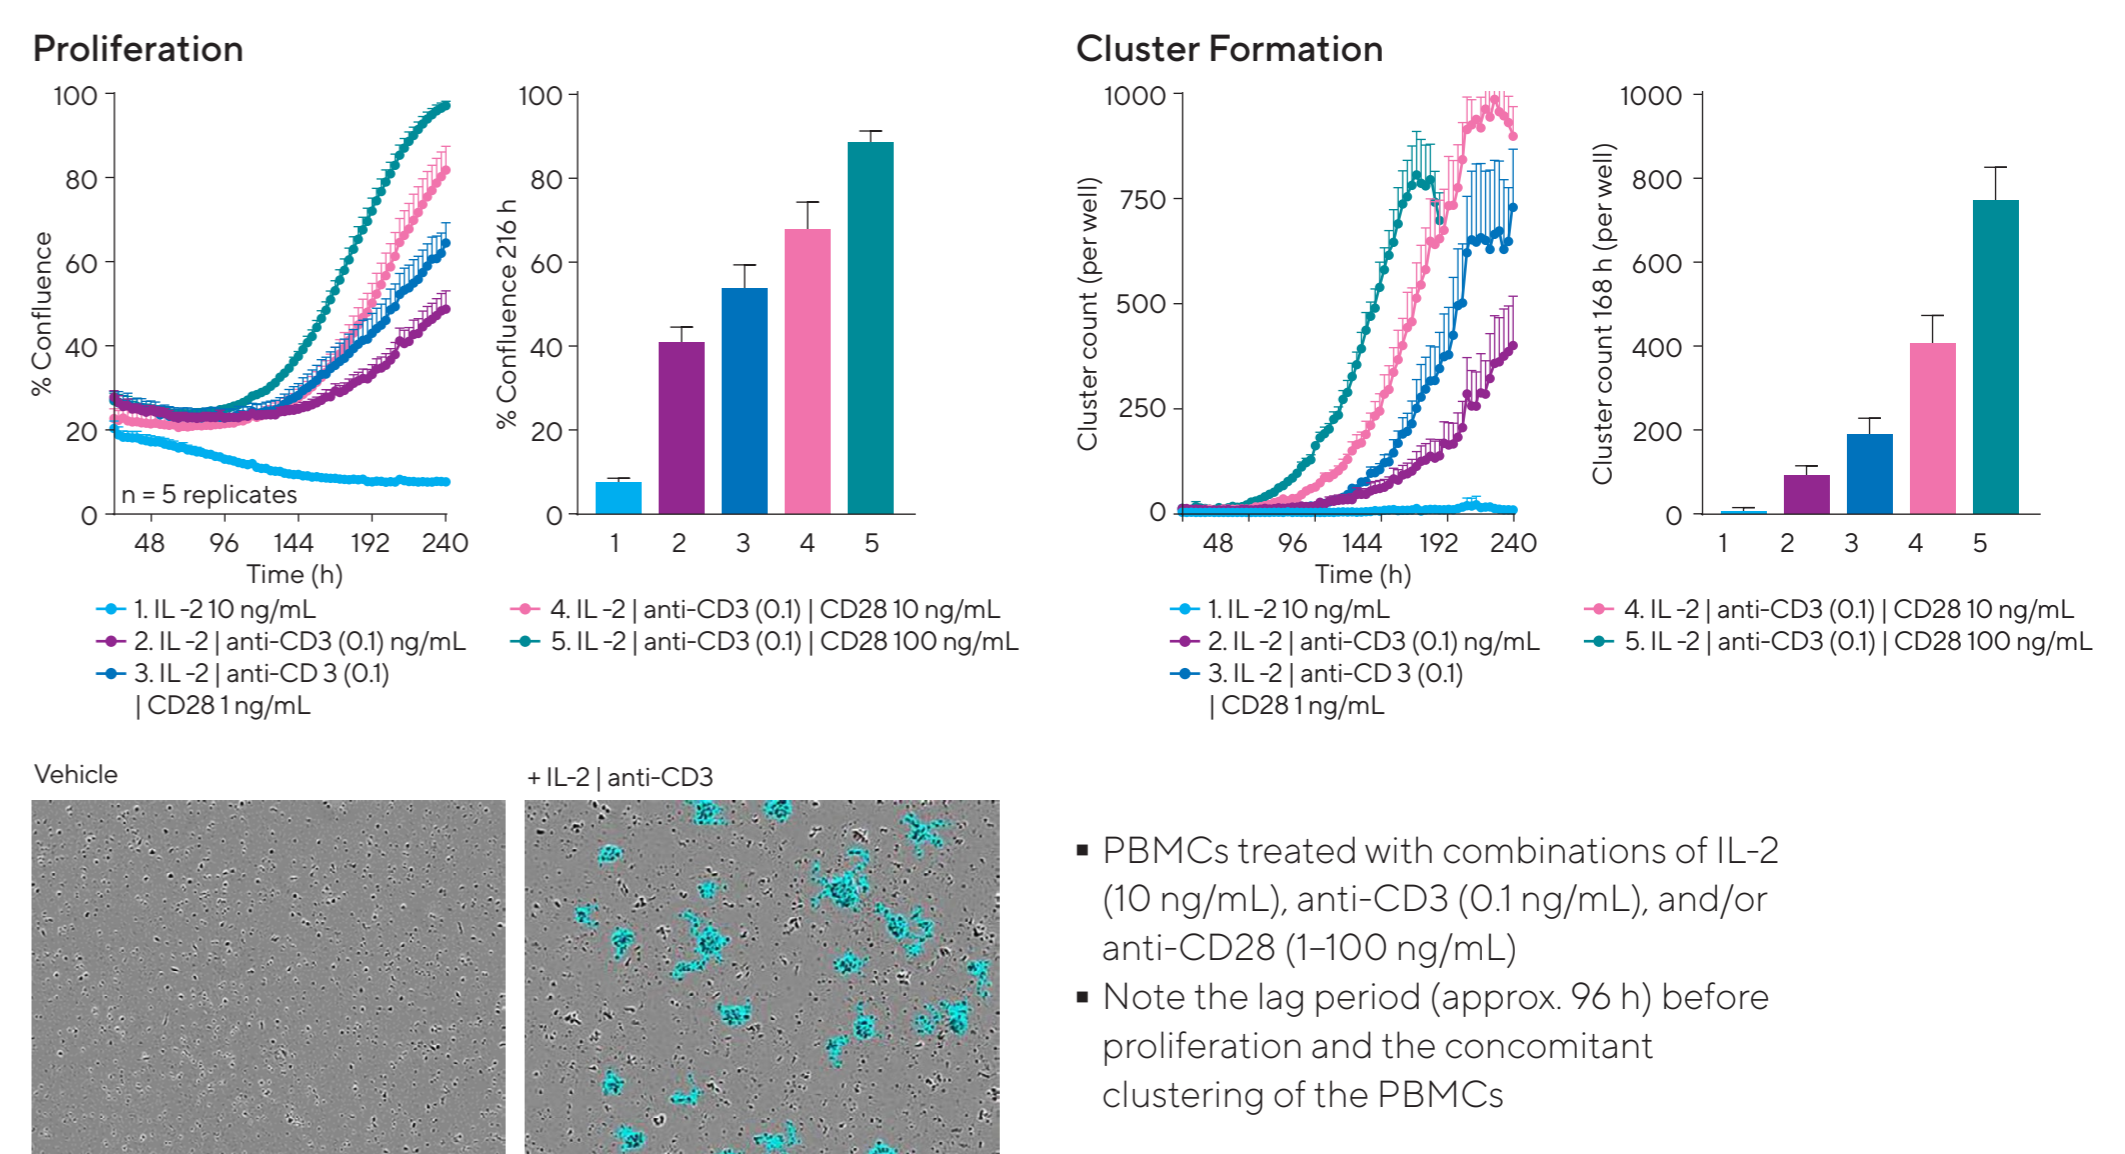 Proliferation
% Confluence
100
80
60
40
20
0
n = 5 replicates
48 96 144 192 240
Time (h)
% Confluence 216 h
100
80
60
40
20
0
1 2 3 4 5
1. IL -2 10 ng/mL
2. IL -2 | anti-CD3 (0.1) ng/mL
3. IL -2 | anti-CD 3 (0.1)
| CD28 1 ng/mL
4. IL -2 | anti-CD3 (0.1) | CD28 10 ng/mL
5. IL -2 | anti-CD3 (0.1) | CD28 100 ng/mL
Cluster Formation
Cluster count (per well)
1000
750
500
250
0
48 96 144 192 240
Time (h)
Cluster count 168 h (per well)
1000
800
600
400
200
0
1 2 3 4 5
1. IL -2 10 ng/mL
2. IL -2 | anti-CD3 (0.1) ng/mL
3. IL -2 | anti-CD 3 (0.1)
| CD28 1 ng/mL
4. IL -2 | anti-CD3 (0.1) | CD28 10 ng/mL
5. IL -2 | anti-CD3 (0.1) | CD28 100 ng/mL
Vehicle
+ IL-2 | anti-CD3
▪ PBMCs treated with combinations of IL-2
(10 ng/mL), anti-CD3 (0.1 ng/mL), and/or
anti-CD28 (1–100 ng/mL)
▪ Note the lag period (approx. 96 h) before
proliferation and the concomitant
clustering of the PBMCs